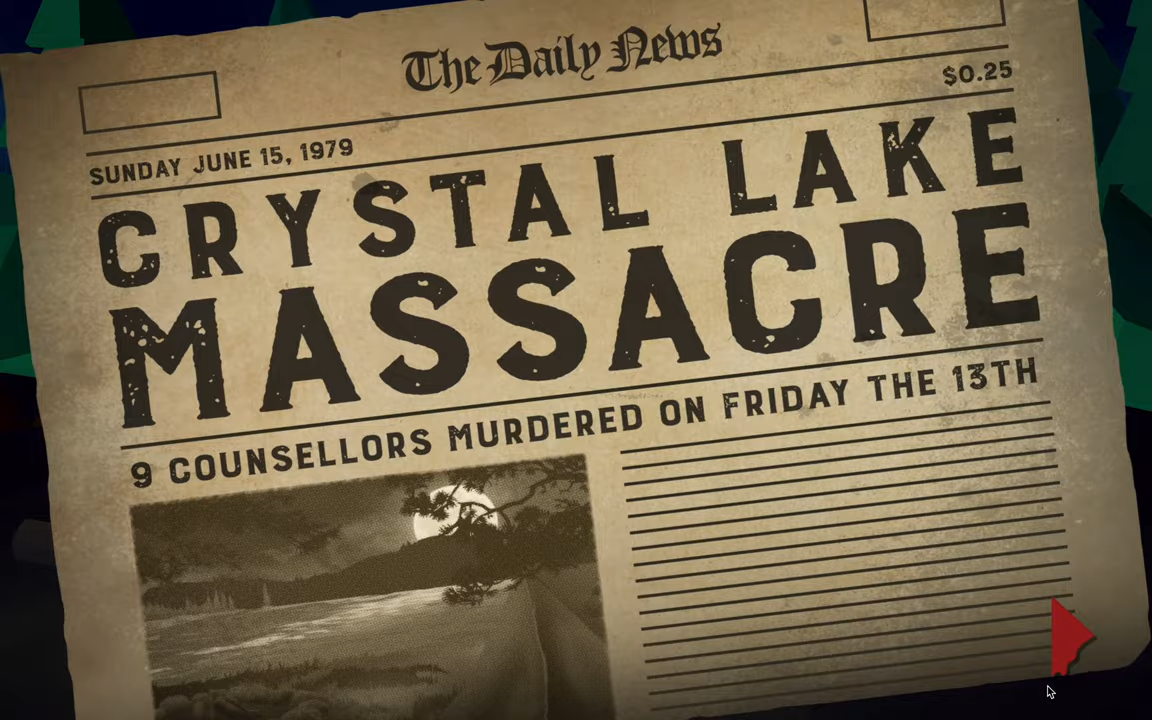 The Daily News
$0.25
SUNDAY JUNE 15, 1979
CRYSTAL LAKE
MASSACRE
9 COUNSELLORS MURDERED ON FRIDAY THE 13TH